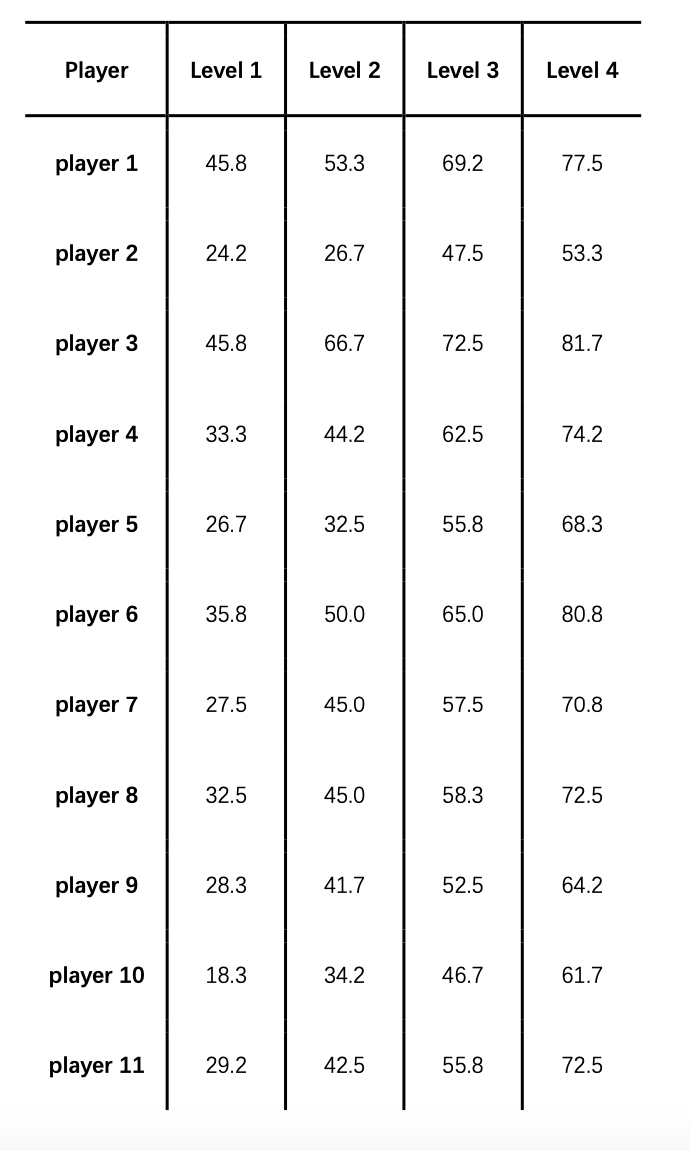 Player Level 1 Level 2 Level 3 Level 4
player 1 45.8 53.3 69.2 77.5
player 2 24.2 26.7 47.5 53.3
player 3 45.8 66.7 72.5 81.7
player 4 33.3 44.2 62.5 74.2
player 5 26.7 32.5 55.8 68.3
player 6 35.8 50.0 65.0 80.8
player 7 27.5 45.0 57.5 70.8
player 8 32.5 45.0 58.3 72.5
player 9 28.3 41.7 52.5 64.2
player 10 18.3 34.2 46.7 61.7
player 11 29.2 42.5 55.8 72.5